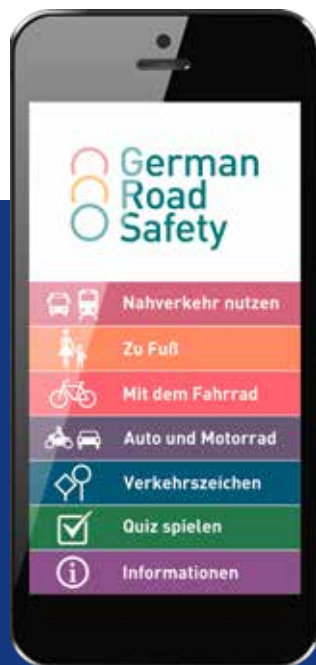 German
Road
Safety
Nahverkehr nutzen
Zu Fuß
Mit dem Fahrrad
Auto und Motorrad
Verkehrszeichen
Quiz spielen
Informationen